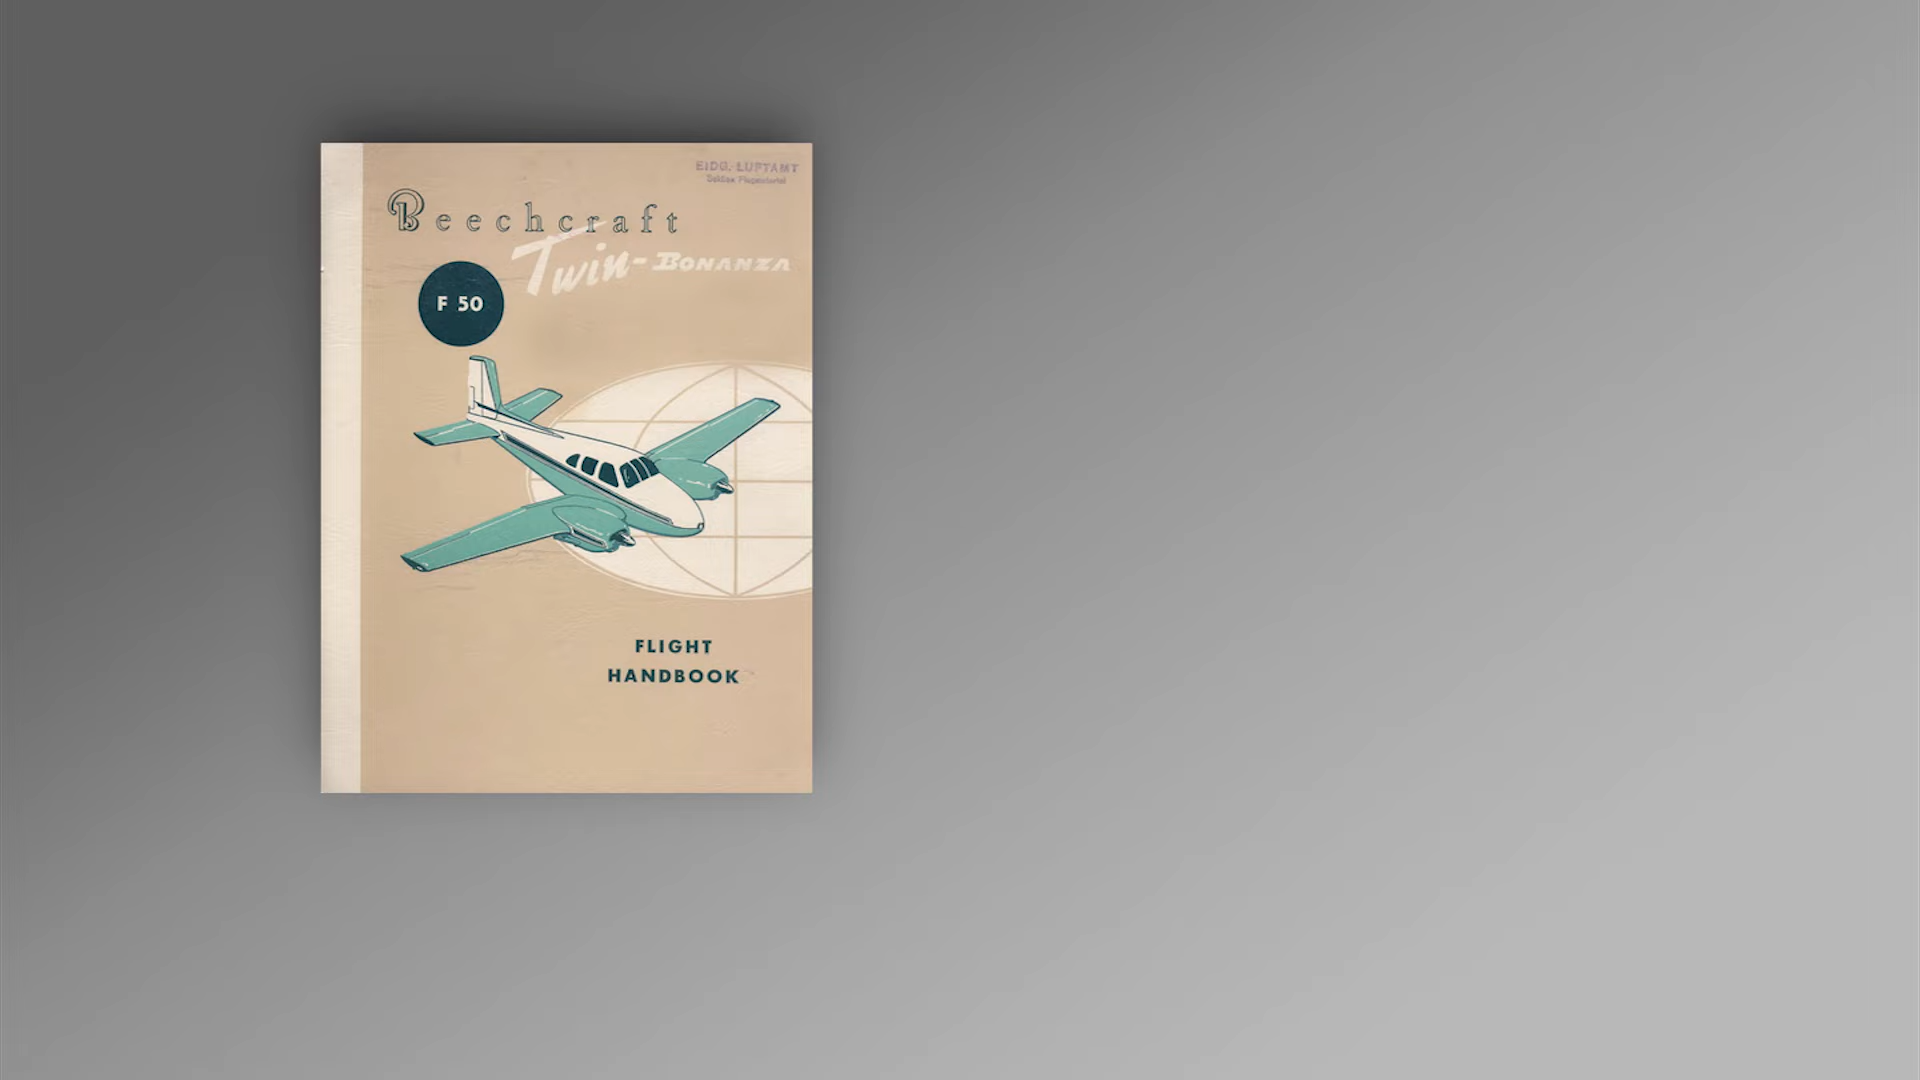 EIDG. LUFTAMT
Beechcraft
Twin-BONANZA
F 50
FLIGHT
HANDBOOK